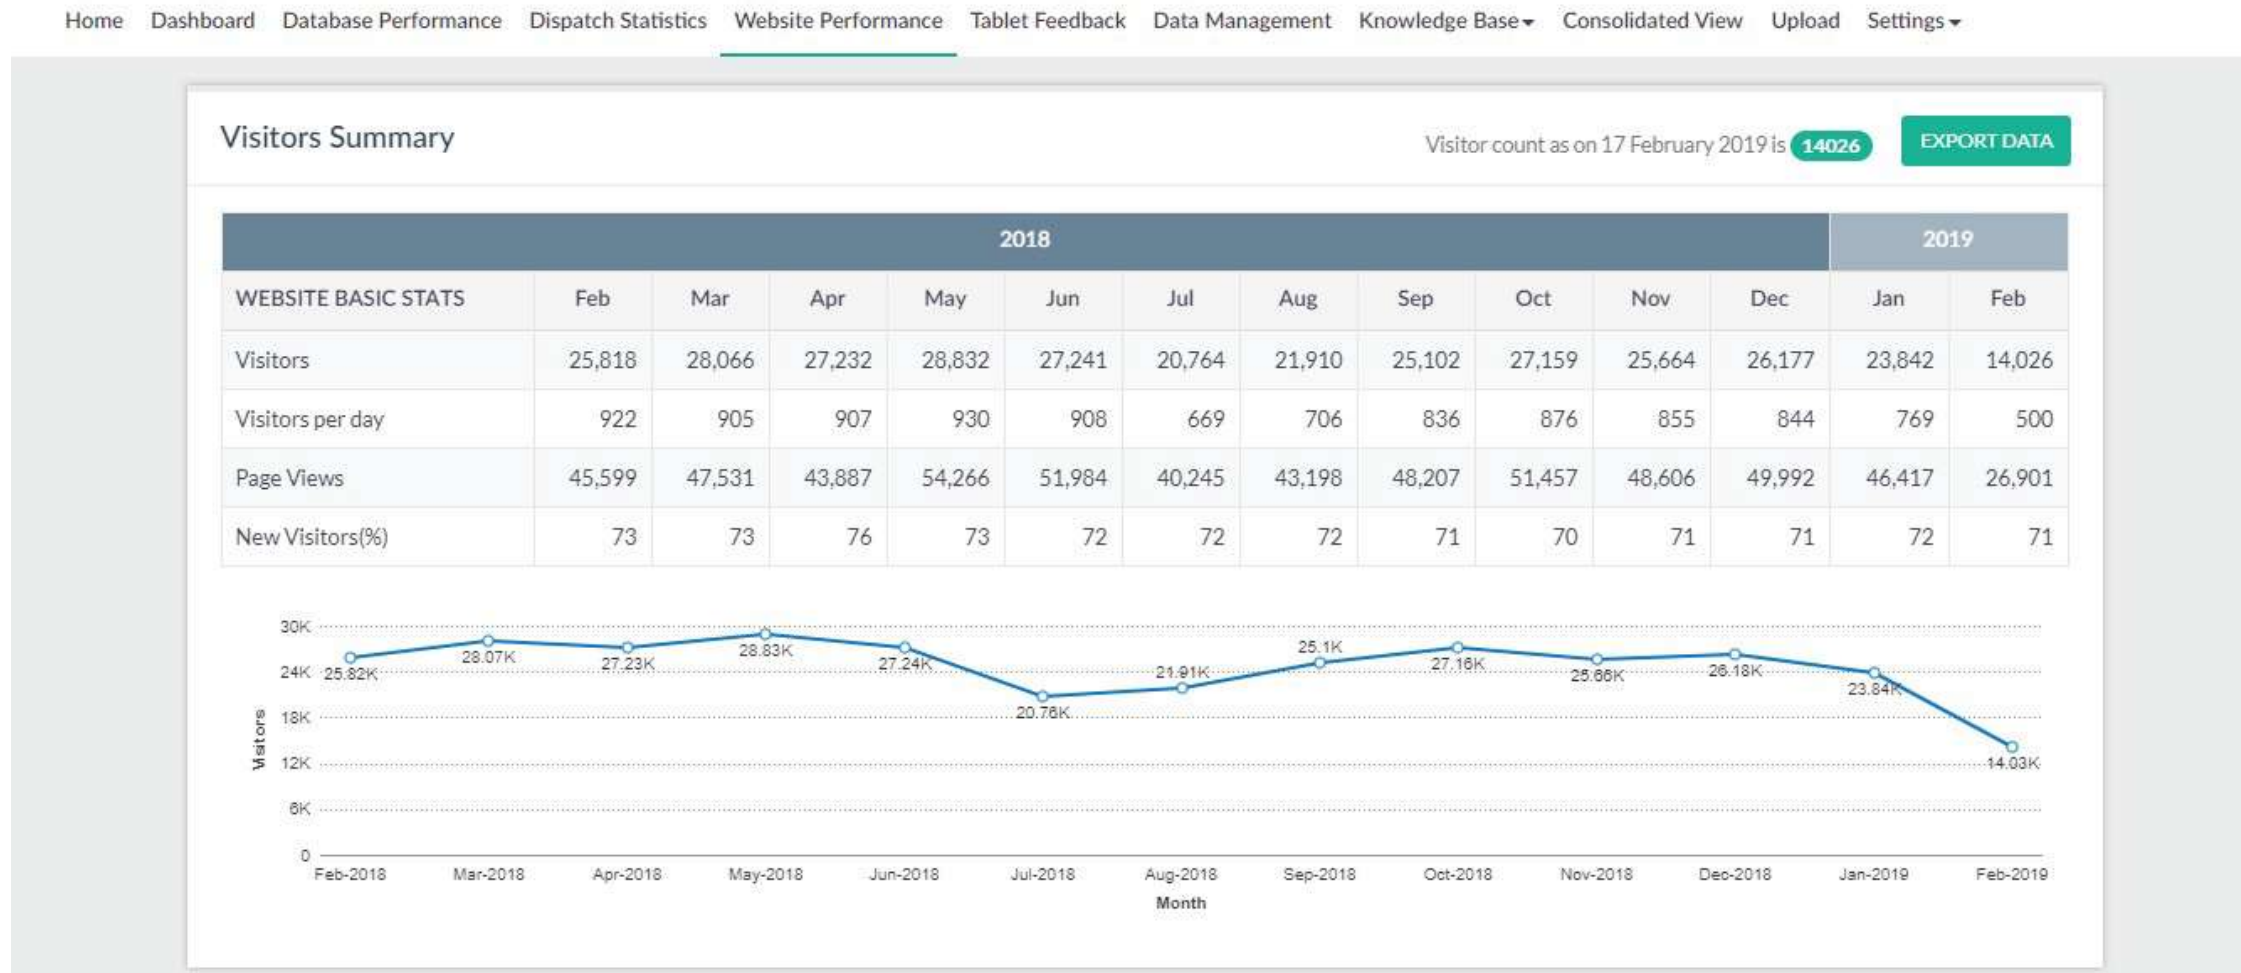 Home Dashboard Database Performance Dispatch Statistics Website Performance Tablet Feedback Data Management Knowledge Base Consolidated View Upload Settings
Visitors Summary
Visitor count as on 17 February 2019 is 14026 EXPORT DATA
2018 2019
WEBSITE BASIC STATS Feb Mar Apr May Jun Jul Aug Sep Oct Nov Dec Jan Feb
Visitors 25,818 28,066 27,232 28,832 27,241 20,764 21,910 25,102 27,159 25,664 26,177 23,842 14,026
Visitors per day 922 905 907 930 908 669 706 836 876 855 844 769 500
Page Views 45,599 47,531 43,887 54,266 51,984 40,245 43,198 48,207 51,457 48,606 49,992 46,417 26,901
New Visitors(%) 73 73 76 73 72 72 72 71 70 71 71 72 71
Visitors
30K
24K
18K
12K
6K
0
25.82K 28.07K 27.23K 28.83K 27.24K 20.76K 21.91K 25.1K 27.16K 25.66K 26.18K 23.84K 14.03K
Feb-2018 Mar-2018 Apr-2018 May-2018 Jun-2018 Jul-2018 Aug-2018 Sep-2018 Oct-2018 Nov-2018 Dec-2018 Jan-2019 Feb-2019
Month